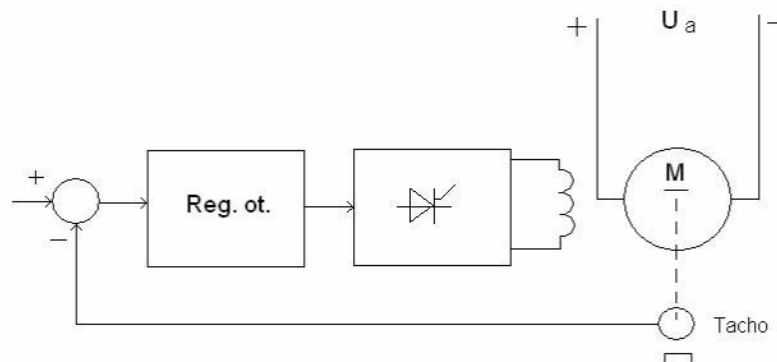 + U a −
M
+
Reg. ot.
−
Tacho